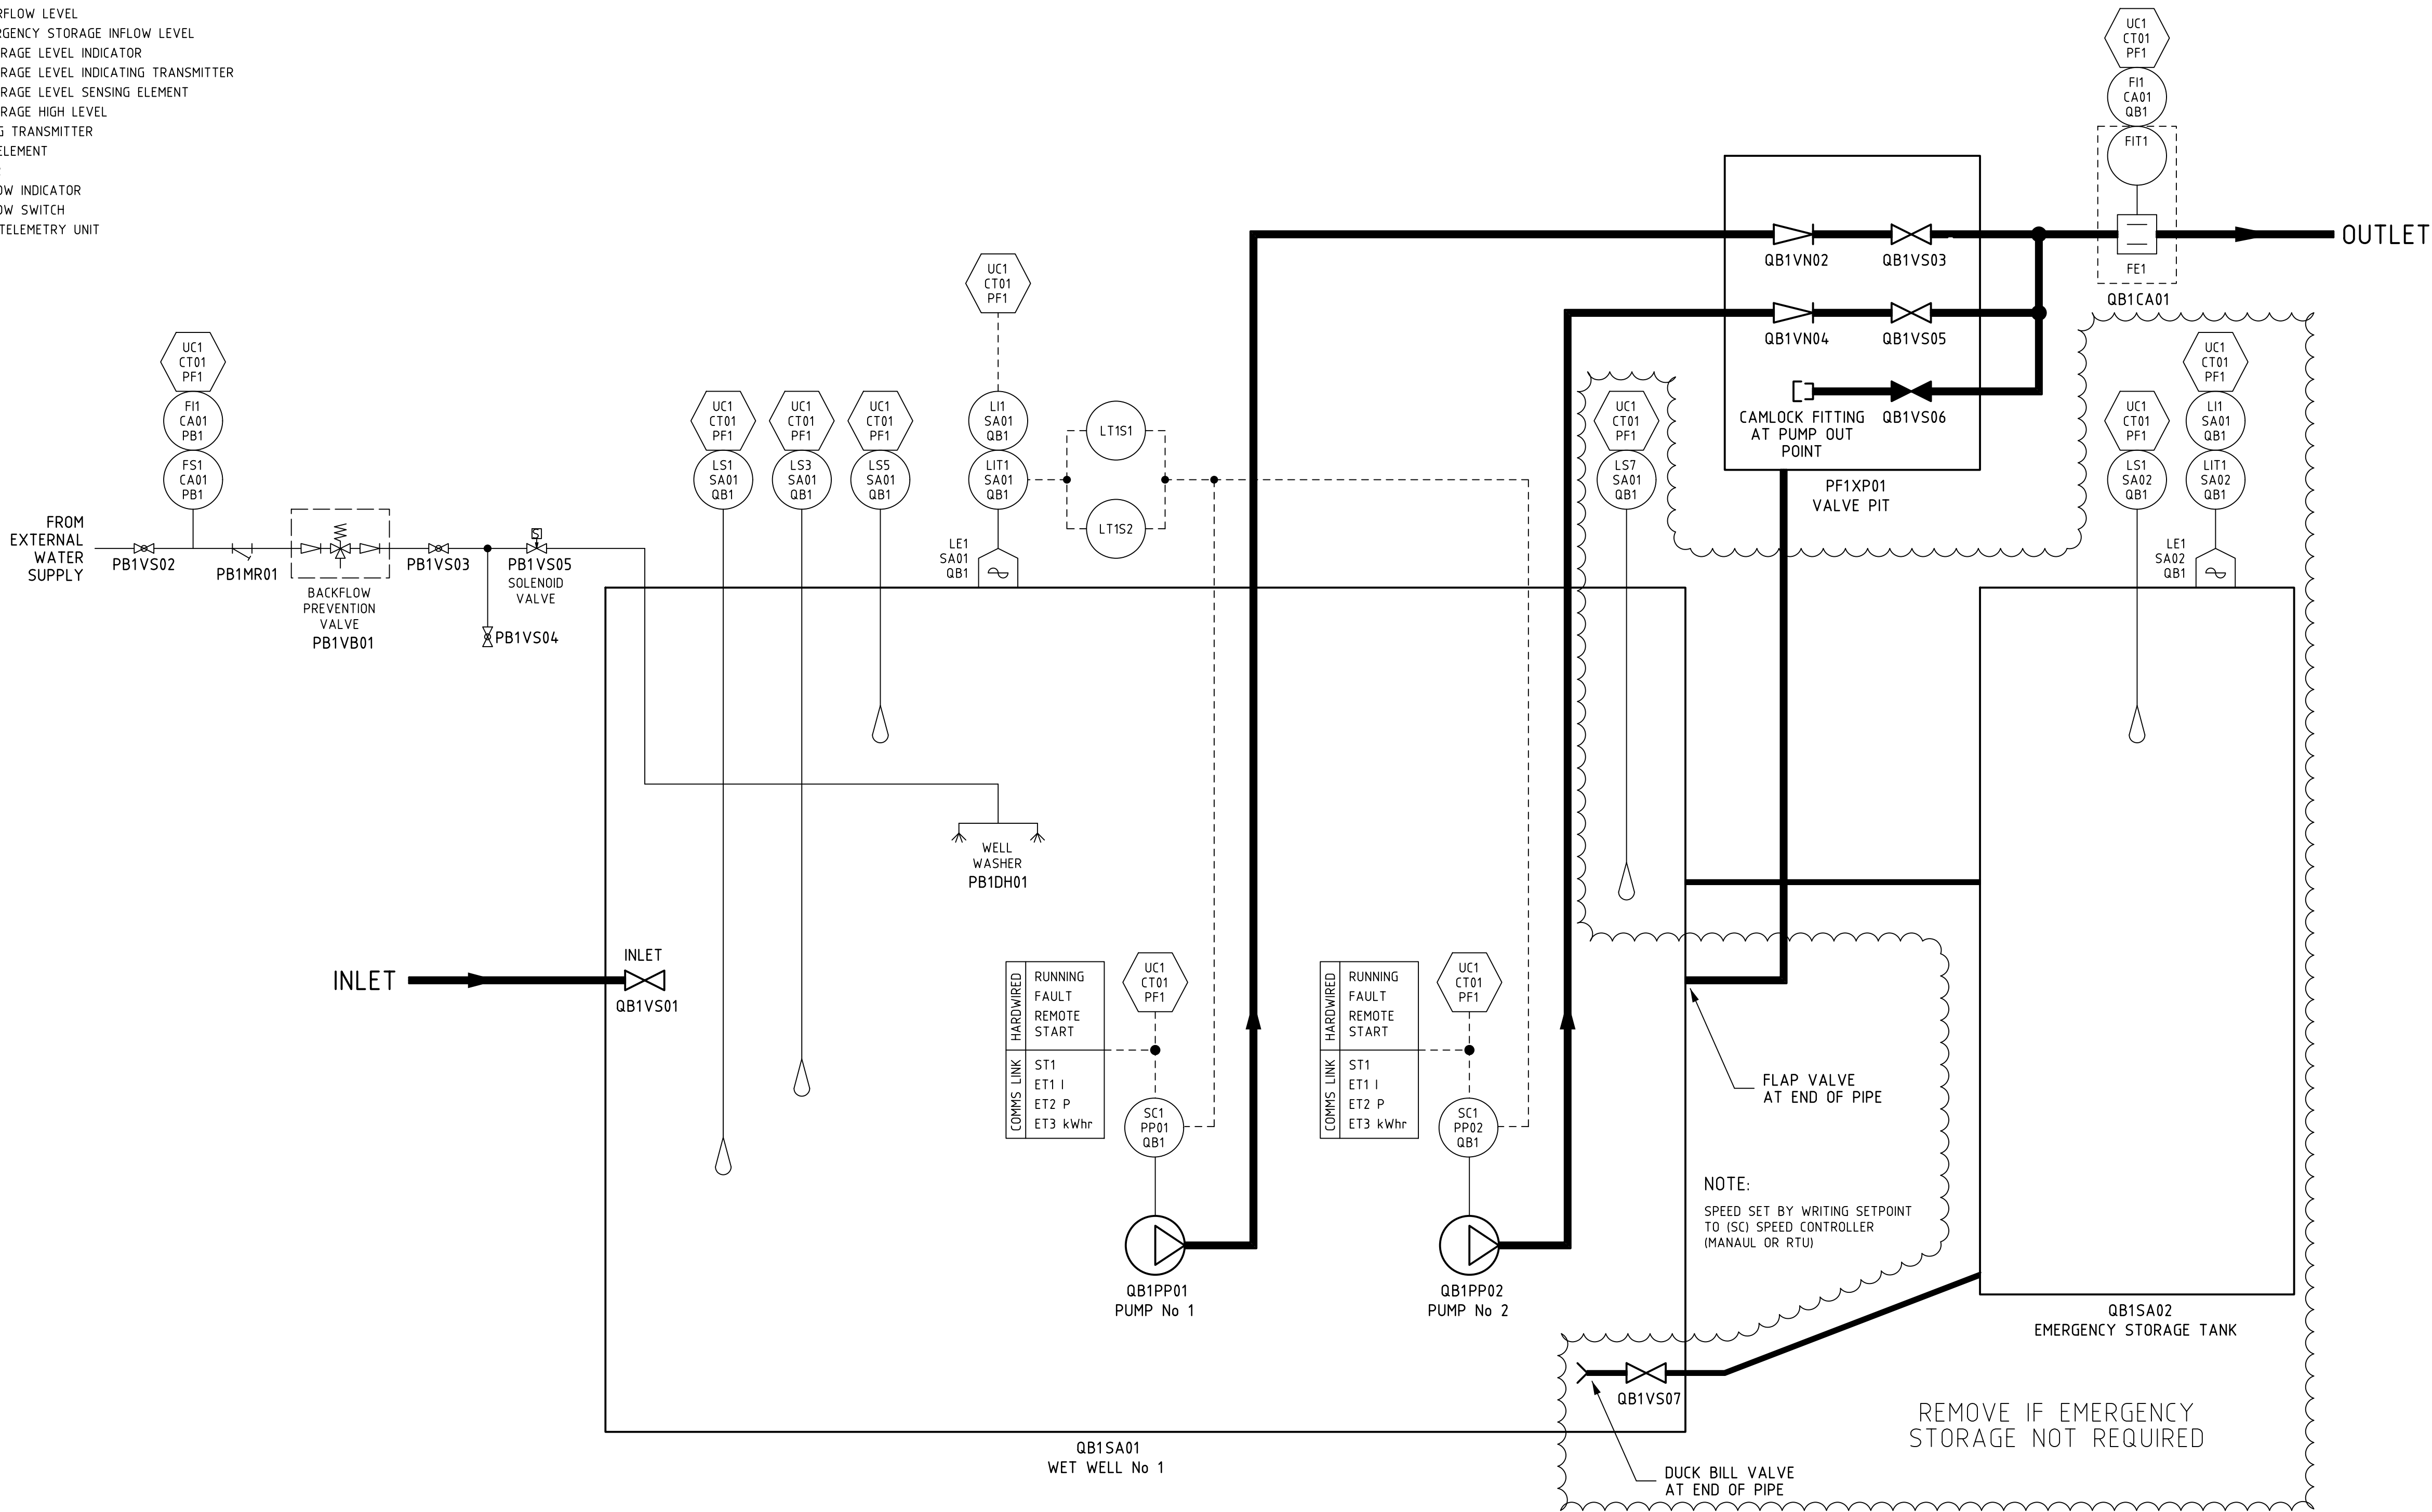 RFLOW LEVEL
RGENCY STORAGE INFLOW LEVEL
RAGE LEVEL INDICATOR
RAGE LEVEL INDICATING TRANSMITTER
RAGE LEVEL SENSING ELEMENT
RAGE HIGH LEVEL
G TRANSMITTER
ELEMENT
OW INDICATOR
OW SWITCH
TELEMETRY UNIT
UC1
CT01
PF1
FI1
CA01
QB1
FIT1
FE1
QB1CA01
OUTLET
QB1VN02
QB1VS03
QB1VN04
QB1VS05
CAMLOCK FITTING
AT PUMP OUT
POINT
QB1VS06
PF1XP01
VALVE PIT
UC1
CT01
PF1
FI1
CA01
PB1
FS1
CA01
PB1
FROM
EXTERNAL
WATER
SUPPLY
PB1VS02
PB1MR01
BACKFLOW
PREVENTION
VALVE
PB1VB01
PB1VS03
PB1VS04
S
PB1VS05
SOLENOID
VALVE
UC1
CT01
PF1
LS1
SA01
QB1
UC1
CT01
PF1
LS3
SA01
QB1
UC1
CT01
PF1
LS5
SA01
QB1
UC1
CT01
PF1
LI1
SA01
QB1
LIT1
SA01
QB1
LE1
SA01
QB1
LT1S1
LT1S2
UC1
CT01
PF1
LS7
SA01
QB1
UC1
CT01
PF1
LS1
SA02
QB1
UC1
CT01
PF1
LI1
SA01
QB1
LIT1
SA02
QB1
LE1
SA02
QB1
WELL
WASHER
PB1DH01
INLET
INLET
QB1VS01
HARDWIRED
RUNNING
FAULT
REMOTE
START
COMMS LINK
ST1
ET1 I
ET2 P
ET3 kWhr
UC1
CT01
PF1
SC1
PP01
QB1
QB1PP01
PUMP No 1
HARDWIRED
RUNNING
FAULT
REMOTE
START
COMMS LINK
ST1
ET1 I
ET2 P
ET3 kWhr
UC1
CT01
PF1
SC1
PP02
QB1
QB1PP02
PUMP No 2
FLAP VALVE
AT END OF PIPE
NOTE:
SPEED SET BY WRITING SETPOINT
TO (SC) SPEED CONTROLLER
(MANAUL OR RTU)
QB1SA02
EMERGENCY STORAGE TANK
QB1VS07
DUCK BILL VALVE
AT END OF PIPE
REMOVE IF EMERGENCY
STORAGE NOT REQUIRED
QB1SA01
WET WELL No 1